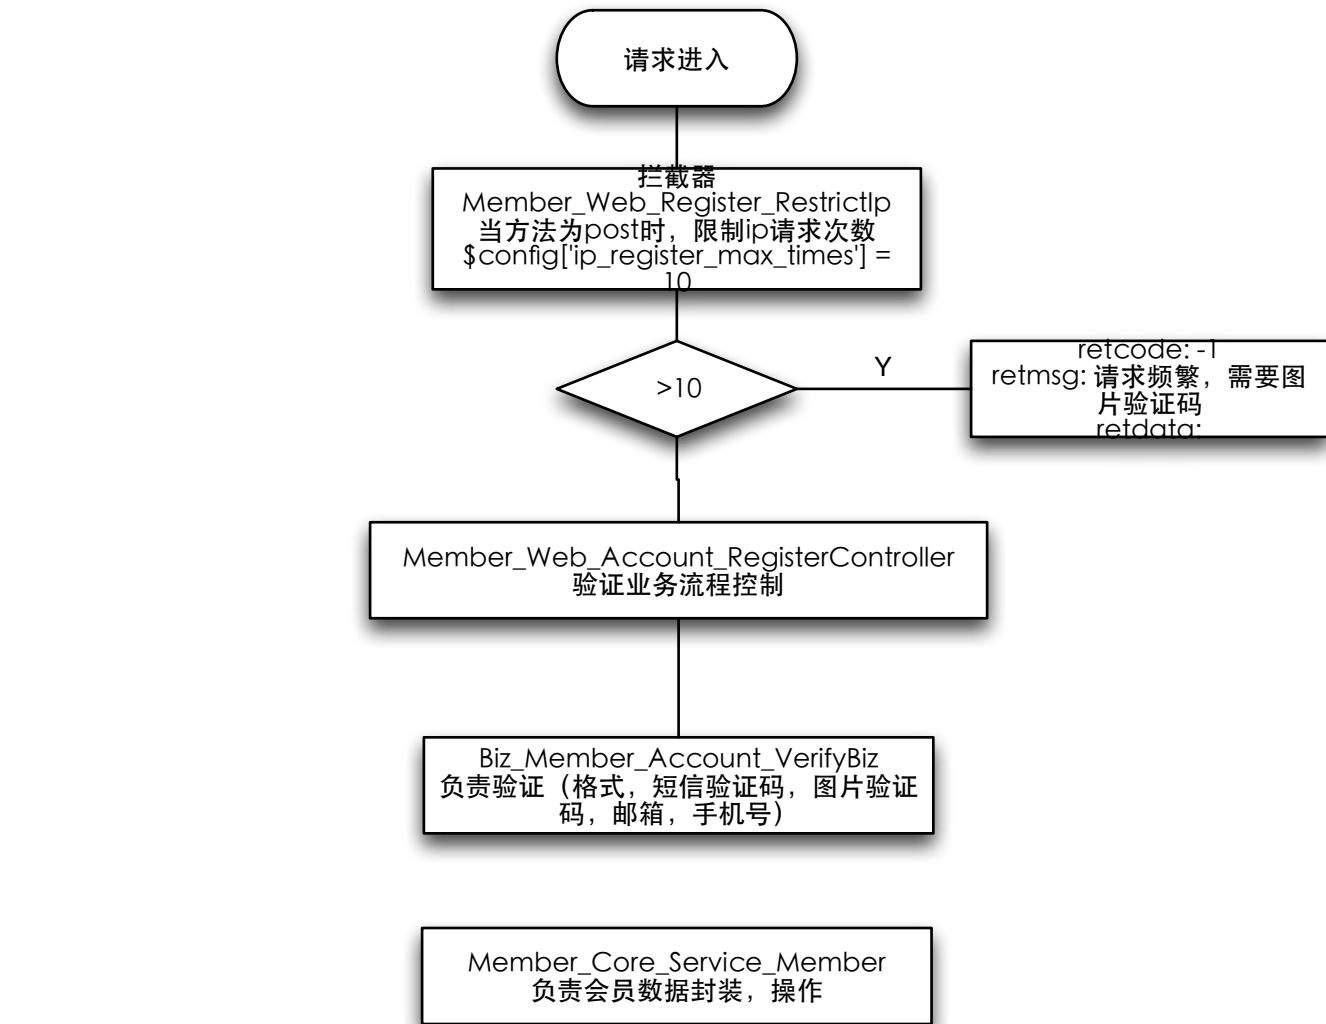 请求进入
拦截器
Member_Web_Register_RestrictIp
当方法为post时，限制ip请求次数
$config['ip_register_max_times'] =
10
>10
Y
retcode: -1
retmsg: 请求频繁，需要图
片验证码
retdata:
Member_Web_Account_RegisterController
验证业务流程控制
Biz_Member_Account_VerifyBiz
负责验证（格式，短信验证码，图片验证
码，邮箱，手机号）
Member_Core_Service_Member
负责会员数据封装，操作